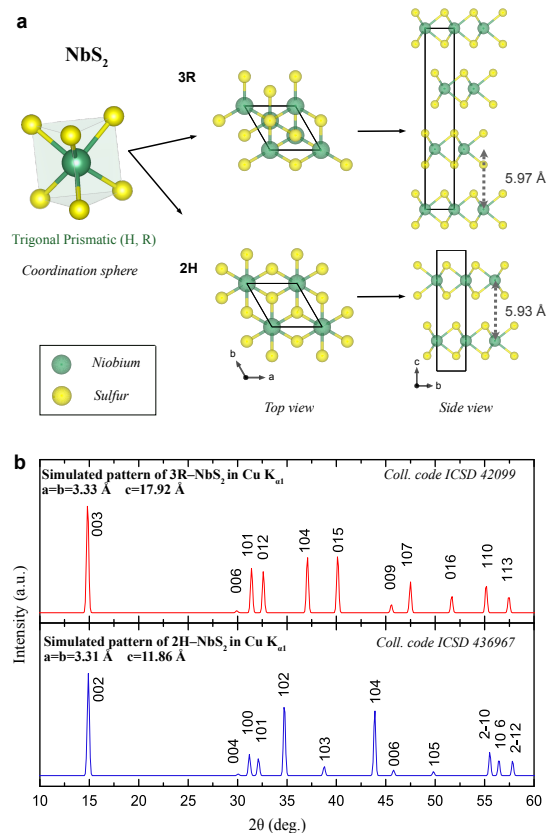 a
NbS2
3R
5.97 Å
Trigonal Prismatic (H, R)
Coordination sphere
2H
5.93 Å
b
a
c
b
Niobium
Sulfur
Top view
Side view
b
Simulated pattern of 3R–NbS2 in Cu Kα1
Coll. code ICSD 42099
a=b=3.33 Å c=17.92 Å
003
006
101
012
104
015
009
107
016
110
113
Intensity (a.u.)
Simulated pattern of 2H–NbS2 in Cu Kα1
Coll. code ICSD 436967
a=b=3.31 Å c=11.86 Å
002
004
100
101
102
103
104
006
105
2-10
10 6
2-12
10 15 20 25 30 35 40 45 50 55 60
2θ (deg.)